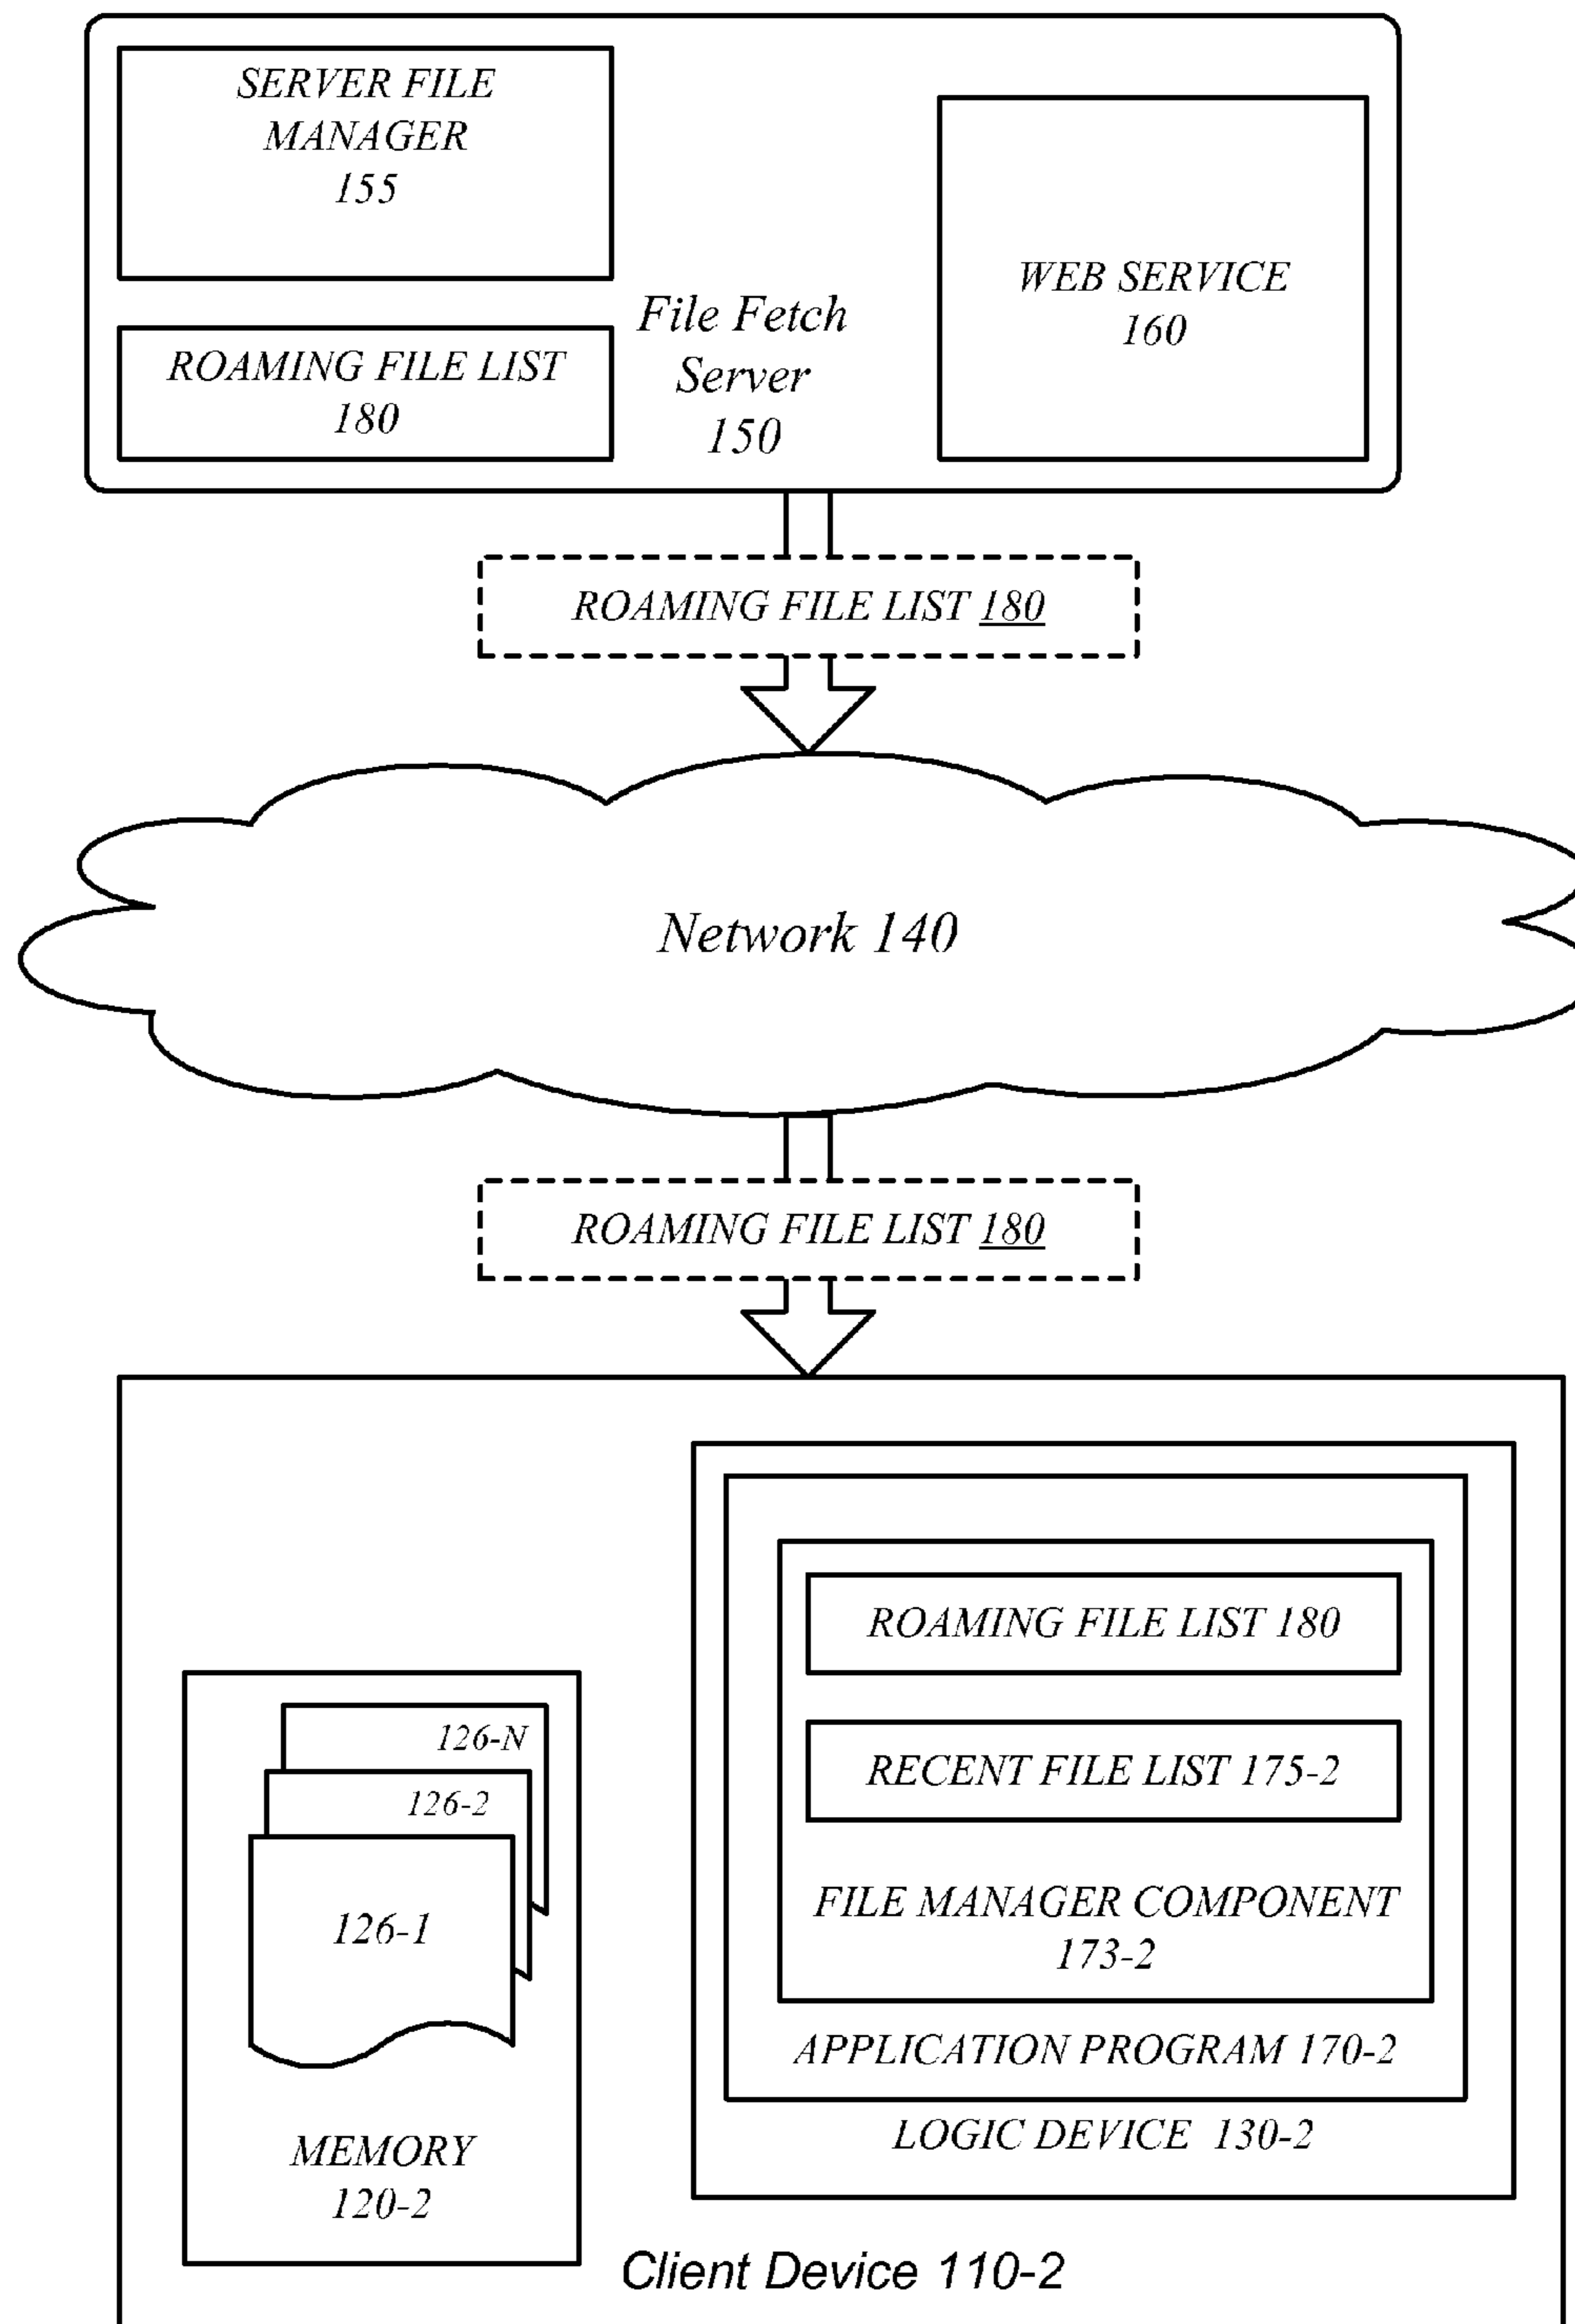 SERVER FILE
MANAGER
155
ROAMING FILE LIST
180
File Fetch
Server
150
WEB SERVICE
160
ROAMING FILE LIST 180
Network 140
ROAMING FILE LIST 180
ROAMING FILE LIST 180
RECENT FILE LIST 175-2
FILE MANAGER COMPONENT
173-2
APPLICATION PROGRAM 170-2
LOGIC DEVICE 130-2
126-N
126-2
126-1
MEMORY
120-2
Client Device 110-2